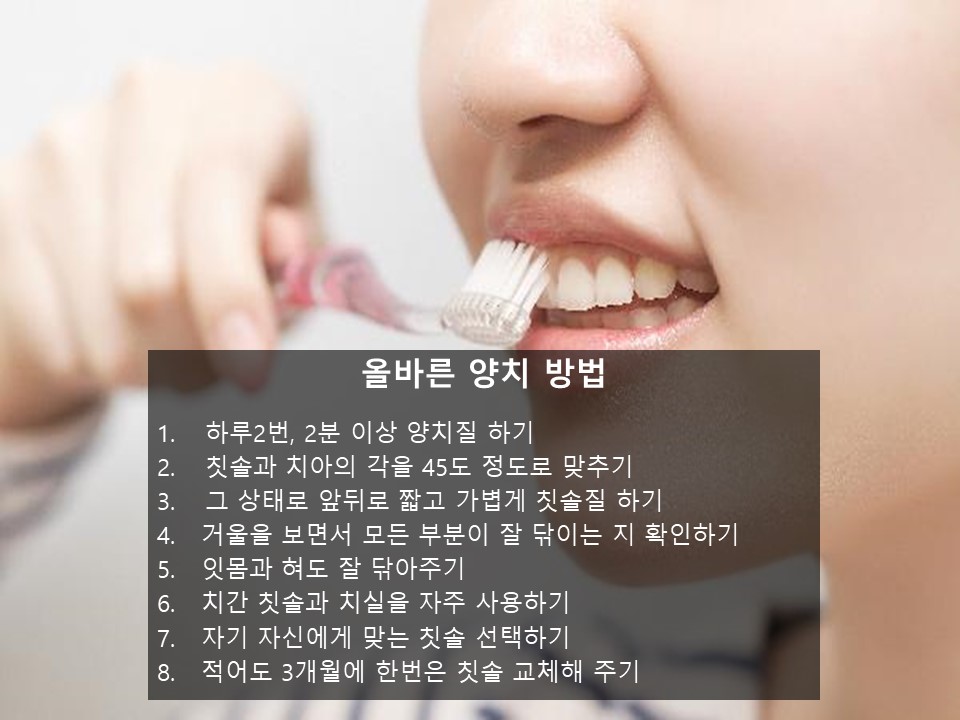 올바른 양치 방법
1. 하루2번, 2분 이상 양치질 하기
2. 칫솔과 치아의 각을 45도 정도로 맞추기
3. 그 상태로 앞뒤로 짧고 가볍게 칫솔질 하기
4. 거울을 보면서 모든 부분이 잘 닦이는 지 확인하기
5. 잇몸과 혀도 잘 닦아주기
6. 치간 칫솔과 치실을 자주 사용하기
7. 자기 자신에게 맞는 칫솔 선택하기
8. 적어도 3개월에 한번은 칫솔 교체해 주기